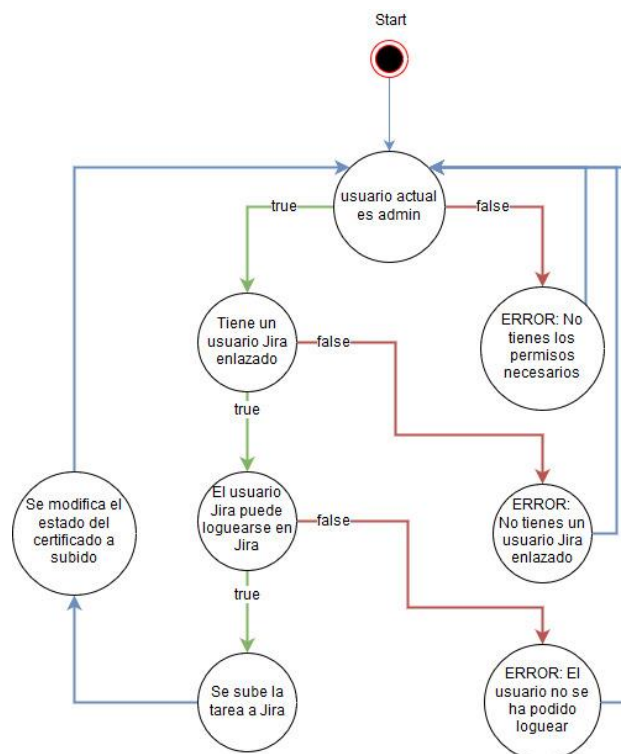 Start
usuario actual
es admin
true
false
Tiene un
usuario Jira
enlazado
false
ERROR: No
tienes los
permisos
necesarios
true
Se modifica el
estado del
certificado a
subido
El usuario
Jira puede
loguearse en
Jira
false
ERROR:
No tienes un
usuario Jira
enlazado
true
Se sube la
tarea a Jira
ERROR: El
usuario no se
ha podido
loguear